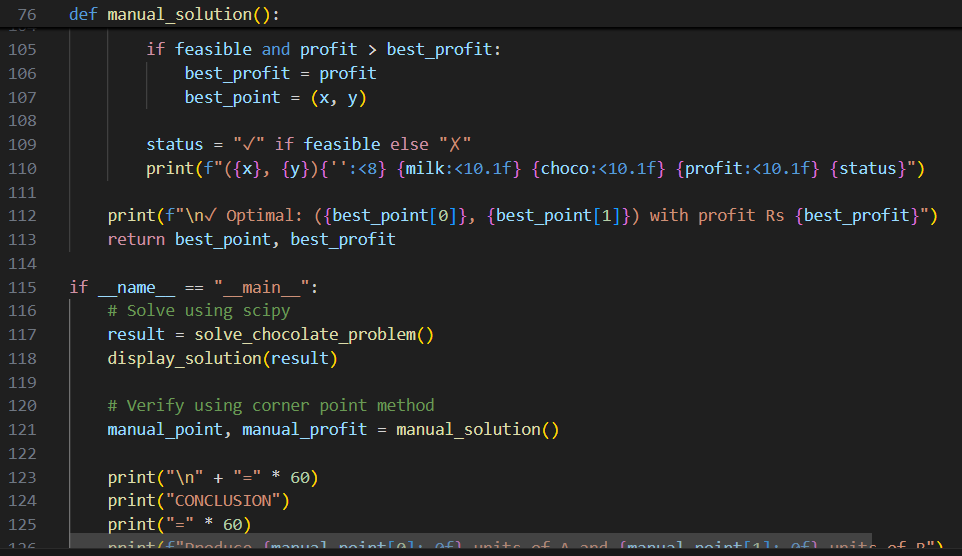 76 def manual_solution():
105 if feasible and profit > best_profit:
106 best_profit = profit
107 best_point = (x, y)
108
109 status = "✓" if feasible else "✗"
110 print(f"({x}, {y}){'':<8} {milk:<10.1f} {choco:<10.1f} {profit:<10.1f} {status}")
111
112 print(f"\n✓ Optimal: ({best_point[0]}, {best_point[1]}) with profit Rs {best_profit}")
113 return best_point, best_profit
114
115 if __name__ == "__main__":
116 # Solve using scipy
117 result = solve_chocolate_problem()
118 display_solution(result)
119
120 # Verify using corner point method
121 manual_point, manual_profit = manual_solution()
122
123 print("\n" + "=" * 60)
124 print("CONCLUSION")
125 print("=" * 60)
126 print(f"Produce {manual_point[0]:.0f} units of A and {manual_point[1]:.0f} units of B")